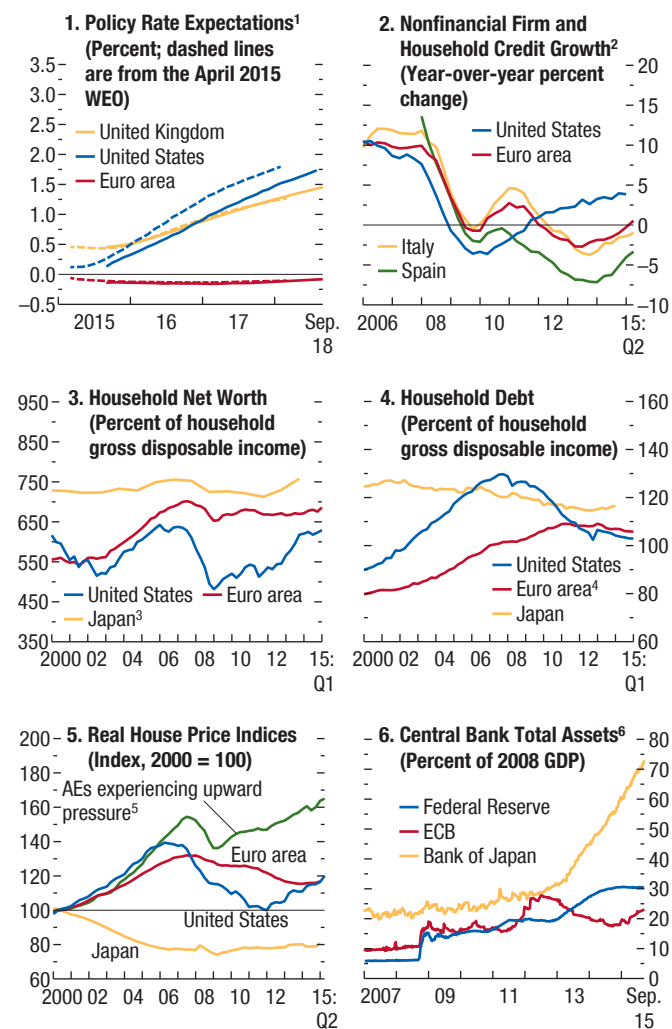 1. Policy Rate Expectations¹
(Percent; dashed lines
are from the April 2015
WEO)
3.5
3.0
2.5
2.0
1.5
1.0
0.5
0.0
–0.5
United Kingdom
United States
Euro area
2015 16 17 Sep.
18
2. Nonfinancial Firm and
Household Credit Growth²
(Year-over-year percent
change)
20
15
10
5
0
–5
–10
United States
Euro area
Italy
Spain
2006 08 10 12 15:
Q2
3. Household Net Worth
(Percent of household
gross disposable income)
950
850
750
650
550
450
350
United States Euro area
Japan³
2000 02 04 06 08 10 12 15:
Q1
4. Household Debt
(Percent of household
gross disposable income)
160
140
120
100
80
60
United States
Euro area⁴
Japan
2000 02 04 06 08 10 12 15:
Q1
5. Real House Price Indices
(Index, 2000 = 100)
200
180
160
140
120
100
80
60
AEs experiencing upward
pressure⁵
Euro area
United States
Japan
2000 02 04 06 08 10 12 15:
Q2
6. Central Bank Total Assets⁶
(Percent of 2008 GDP)
80
70
60
50
40
30
20
10
0
Federal Reserve
ECB
Bank of Japan
2007 09 11 13 Sep.
15